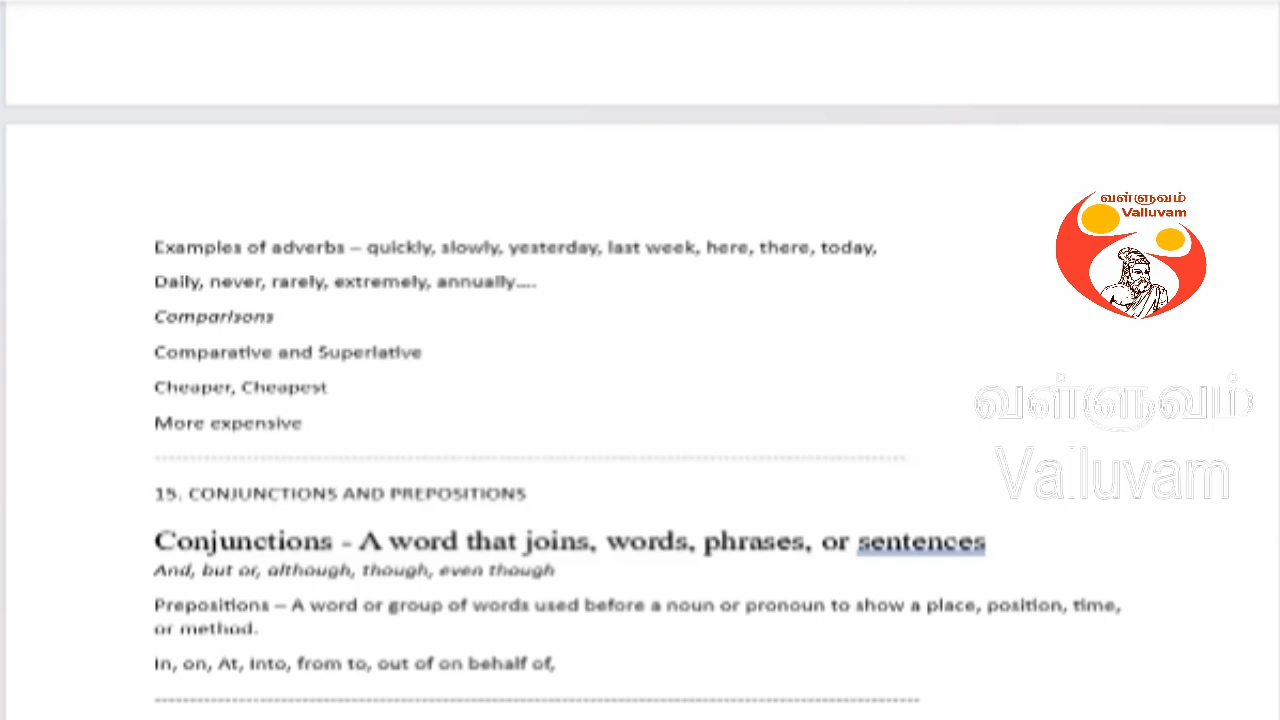 வள்ளுவம்
Valluvam
Examples of adverbs – quickly, slowly, yesterday, last week, here, there, today,
Daily, never, rarely, extremely, annually....
Comparisons
Comparative and Superlative
Cheaper, Cheapest
More expensive
வள்ளுவம்
Valluvam
15. CONJUNCTIONS AND PREPOSITIONS
Conjunctions - A word that joins, words, phrases, or sentences
And, but or, although, though, even though
Prepositions – A word or group of words used before a noun or pronoun to show a place, position, time,
or method.
In, on, At, into, from to, out of on behalf of,